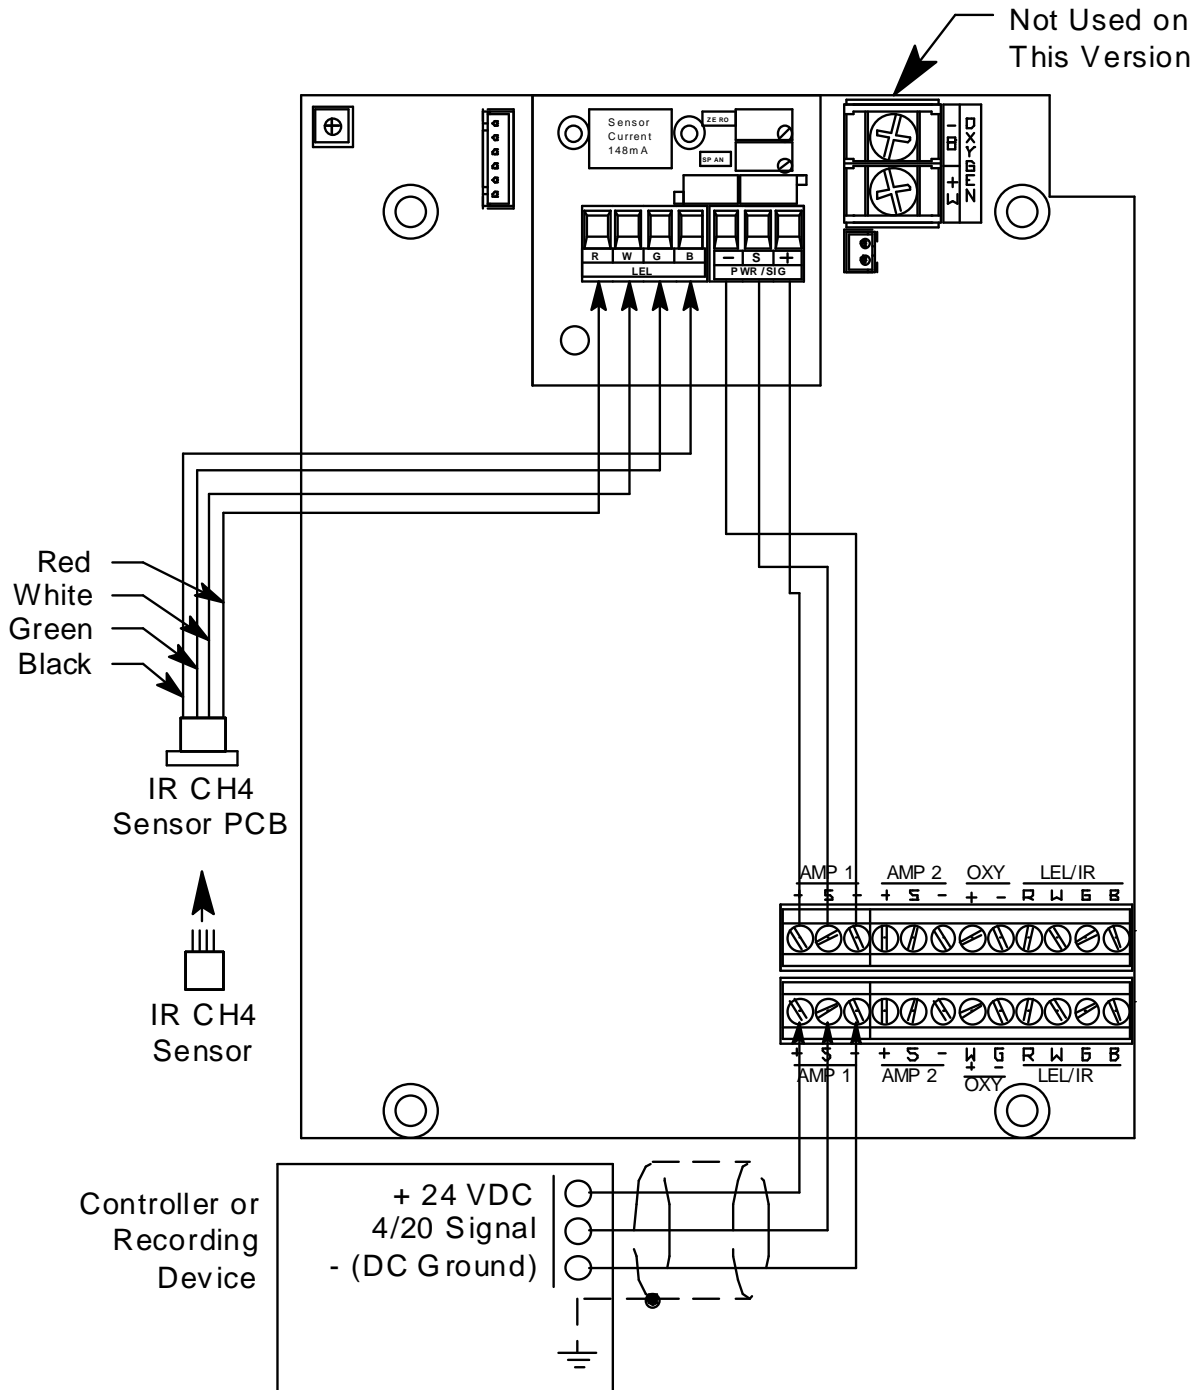 Not Used on
This Version
Sensor
Current
148mA
ZERO
SPAN
- B
+ W
OXYGEN
R W G B
LEL
- S +
PWR/SIG
Red
White
Green
Black
IR CH4
Sensor PCB
IR CH4
Sensor
AMP 1 AMP 2 OXY LEL/IR
+ S - + S - + - R W G B
+ S - + S - W G R W G B
+ -
AMP 1 AMP 2 OXY LEL/IR
Controller or
Recording
Device
+ 24 VDC
4/20 Signal
- (DC Ground)